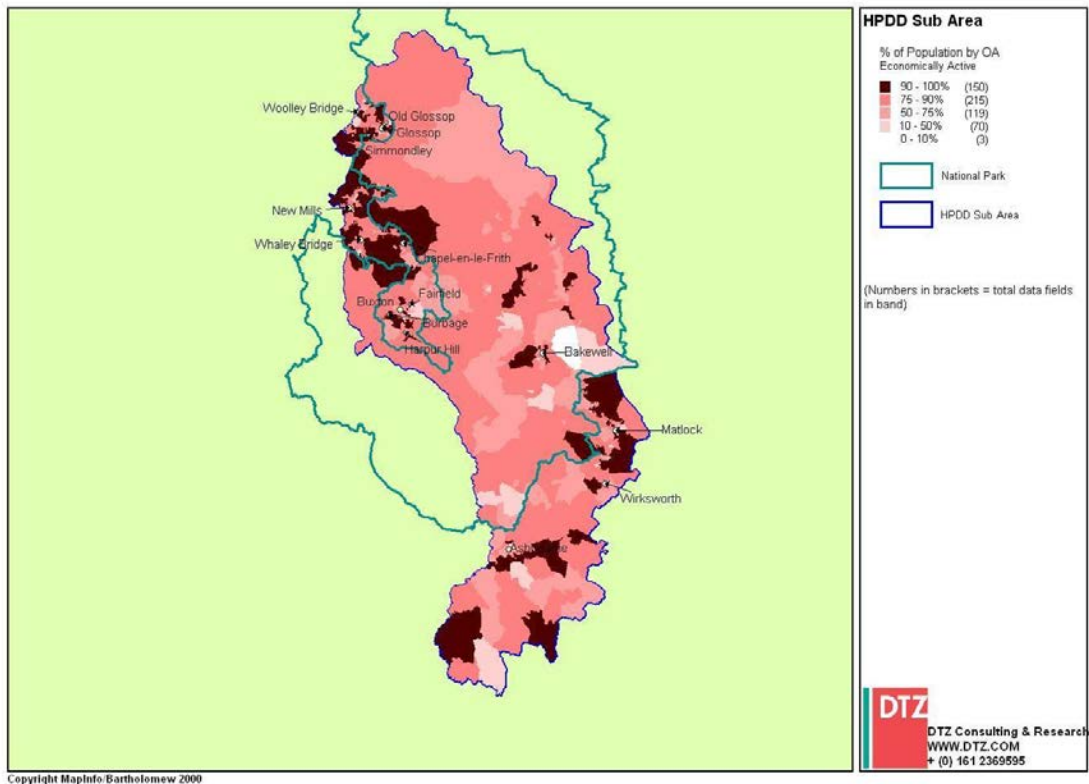 HPDD Sub Area
% of Population by OA
Economically Active
90 - 100% (150)
75 - 90% (215)
50 - 75% (119)
10 - 50% (70)
0 - 10% (3)
National Park
HPDD Sub Area
(Numbers in brackets = total data fields
in band)
Woolley Bridge
Old Glossop
Glossop
Simmondley
New Mills
Whaley Bridge
Chapel-en-le-Frith
Fairfield
Buxton
Burbage
Harpur Hill
Bakewell
Matlock
Wirksworth
Ashbourne
DTZ
DTZ Consulting & Research
WWW.DTZ.COM
+ (0) 161 2369595
Copyright MapInfo/Bartholomew 2000